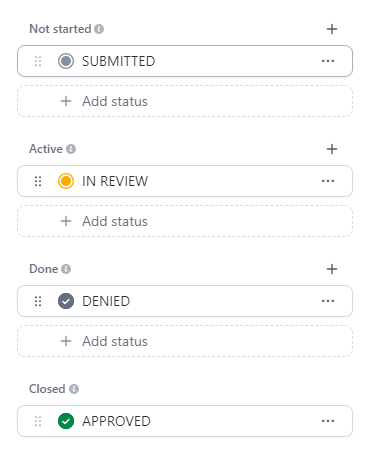 Not started
SUBMITTED
Add status
Active
IN REVIEW
Add status
Done
DENIED
Add status
Closed
APPROVED